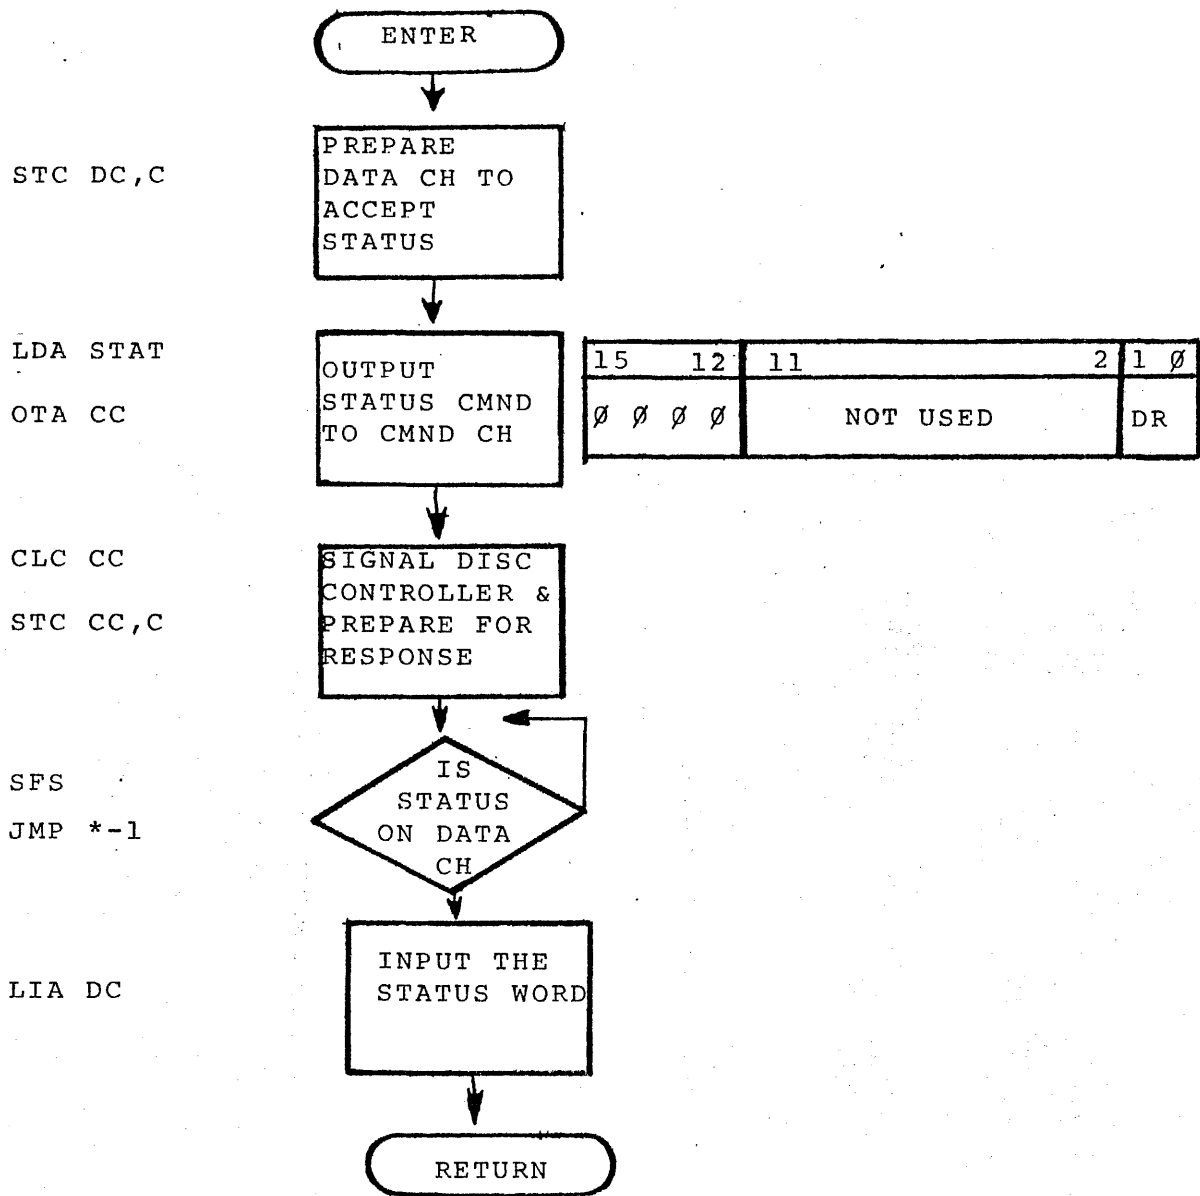 ENTER
STC DC,C
PREPARE
DATA CH TO
ACCEPT
STATUS
LDA STAT
OTA CC
OUTPUT
STATUS CMND
TO CMND CH
15 12 11 2 1 Ø
Ø Ø Ø Ø NOT USED DR
CLC CC
STC CC,C
SIGNAL DISC
CONTROLLER &
PREPARE FOR
RESPONSE
SFS
JMP *-1
IS
STATUS
ON DATA
CH
LIA DC
INPUT THE
STATUS WORD
RETURN